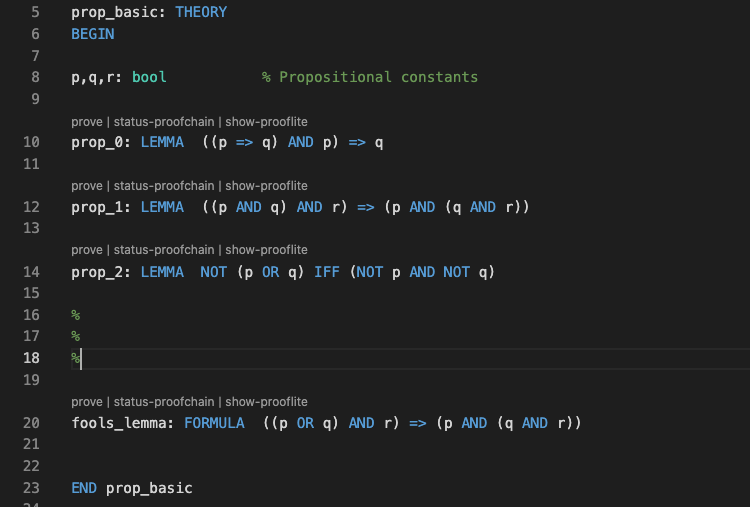 5 prop_basic: THEORY
6 BEGIN
7
8 p,q,r: bool % Propositional constants
9
prove | status-proofchain | show-prooflite
10 prop_0: LEMMA ((p => q) AND p) => q
11
prove | status-proofchain | show-prooflite
12 prop_1: LEMMA ((p AND q) AND r) => (p AND (q AND r))
13
prove | status-proofchain | show-prooflite
14 prop_2: LEMMA NOT (p OR q) IFF (NOT p AND NOT q)
15
16 %
17 %
18 %
19
prove | status-proofchain | show-prooflite
20 fools_lemma: FORMULA ((p OR q) AND r) => (p AND (q AND r))
21
22
23 END prop_basic